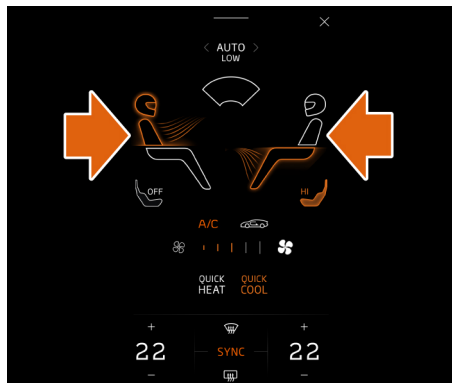 AUTO
LOW
OFF
HI
A/C
QUICK
HEAT
QUICK
COOL
+
+
22
SYNC
22
-
-